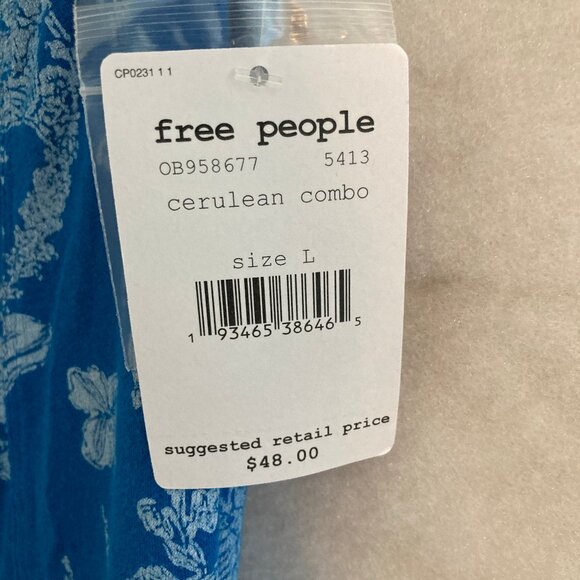 CP0231 1 1
free people
OB958677 5413
cerulean combo
size L
1 93465 38646 5
suggested retail price
$48.00